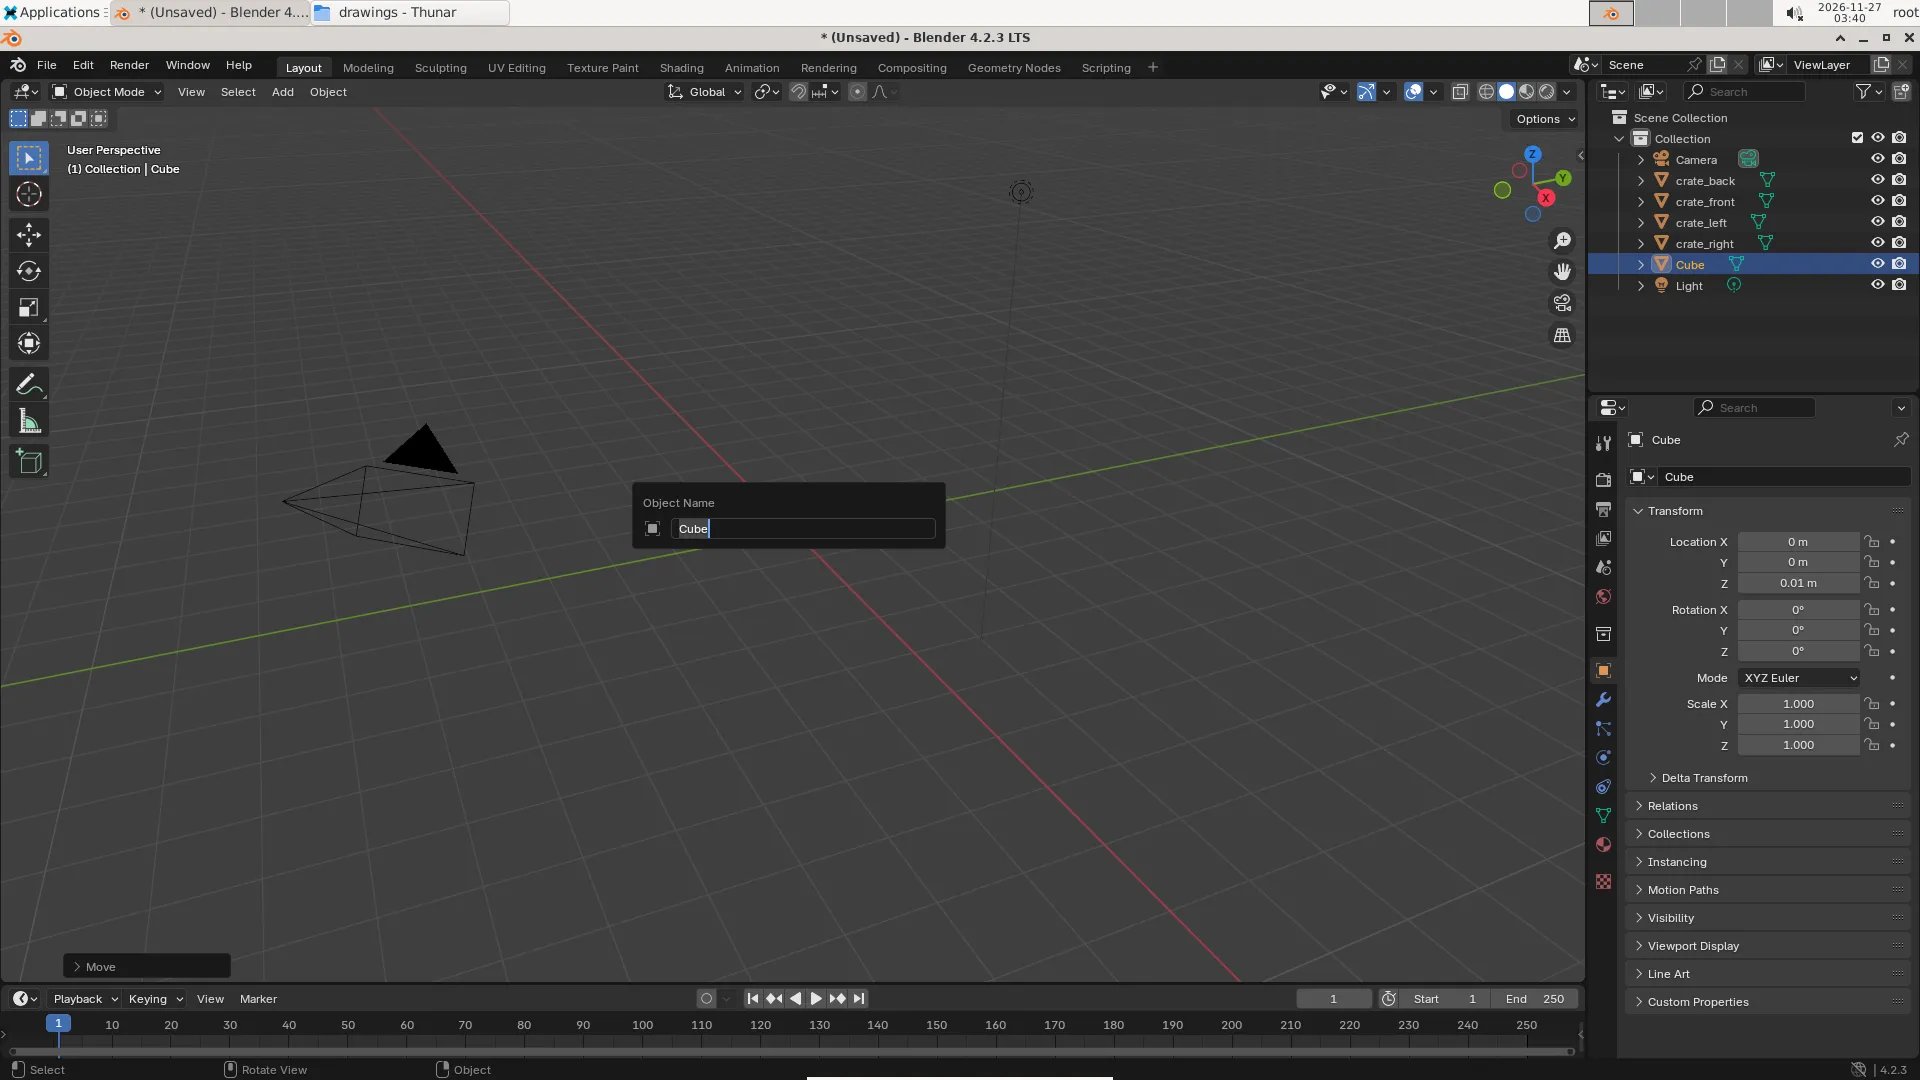 Applications
* (Unsaved) - Blender 4....
drawings - Thunar
2026-11-27
03:40
root
* (Unsaved) - Blender 4.2.3 LTS
File Edit Render Window Help
Layout Modeling Sculpting UV Editing Texture Paint Shading Animation Rendering Compositing Geometry Nodes Scripting
Scene
ViewLayer
Object Mode View Select Add Object
Global
Search
Options
User Perspective
(1) Collection | Cube
Z
Y
X
Scene Collection
Collection
Camera
crate_back
crate_front
crate_left
crate_right
Cube
Light
Search
Cube
Cube
Object Name
Cube
Transform
Location X 0 m
Y 0 m
Z 0.01 m
Rotation X 0°
Y 0°
Z 0°
Mode XYZ Euler
Scale X 1.000
Y 1.000
Z 1.000
Delta Transform
Relations
Collections
Instancing
Motion Paths
Visibility
Viewport Display
Line Art
Custom Properties
Move
Playback Keying View Marker
1
Start 1
End 250
1 10 20 30 40 50 60 70 80 90 100 110 120 130 140 150 160 170 180 190 200 210 220 230 240 250
Select
Rotate View
Object
4.2.3